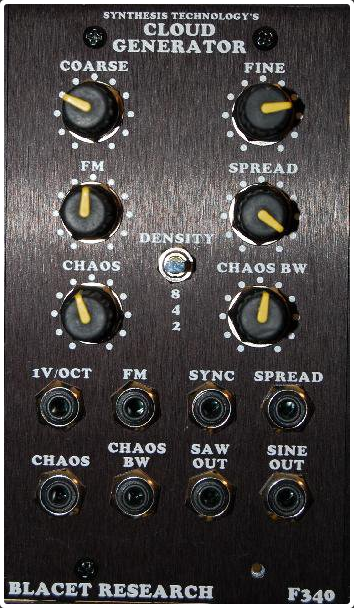 SYNTHESIS TECHNOLOGY'S
CLOUD
GENERATOR
COARSE FINE
FM SPREAD
DENSITY
CHAOS CHAOS BW
8
4
2
1V/OCT FM SYNC SPREAD
CHAOS CHAOS BW SAW OUT SINE OUT
BLACET RESEARCH F340